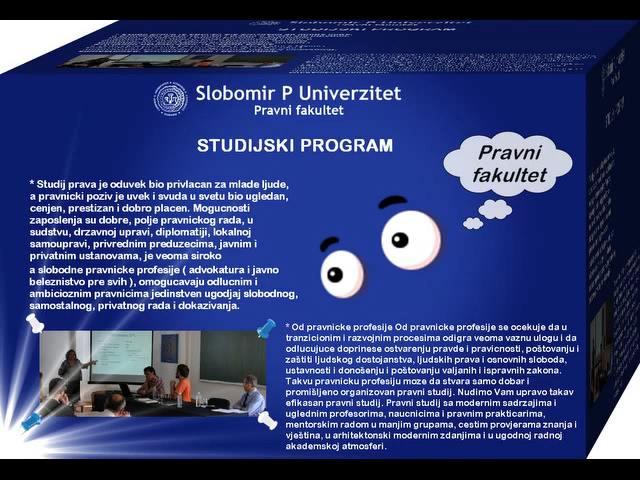 Slobomir P Univerzitet
Pravni fakultet
STUDIJSKI PROGRAM
Pravni
fakultet
* Studij prava je oduvek bio privlacan za mlade ljude,
a pravnicki poziv je uvek i svuda u svetu bio ugledan,
cenjen, prestizan i dobro placen. Mogucnosti
zaposlenja su dobre, polje pravnickog rada, u
sudstvu, drzavnoj upravi, diplomatiji, lokalnoj
samoupravi, privrednim preduzecima, javnim i
privatnim ustanovama, je veoma siroko
a slobodne pravnicke profesije ( advokatura i javno
beleznistvo pre svih ), omogucavaju odlucnim i
ambicioznim pravnicima jedinstven ugodjaj slobodnog,
samostalnog, privatnog rada i dokazivanja.
* Od pravnicke profesije Od pravnicke profesije se ocekuje da u
tranzicionim i razvojnim procesima odigra veoma vaznu ulogu i da
odlucujuce doprinese ostvarenju pravde i pravicnosti, poštovanju i
zaštiti ljudskog dostojanstva, ljudskih prava i osnovnih sloboda,
ustavnosti i donošenju i poštovanju valjanih i ispravnih zakona.
Takvu pravnicku profesiju moze da stvara samo dobar i
promišljeno organizovan pravni studij. Nudimo Vam upravo takav
efikasan pravni studij. Pravni studij sa modernim sadrzajima i
uglednim profesorima, naucnicima i pravnim prakticarima,
mentorskim radom u manjim grupama, cestim provjerama znanja i
vještina, u arhitektonski modernim zdanjima i u ugodnoj radnoj
akademskoj atmosferi.